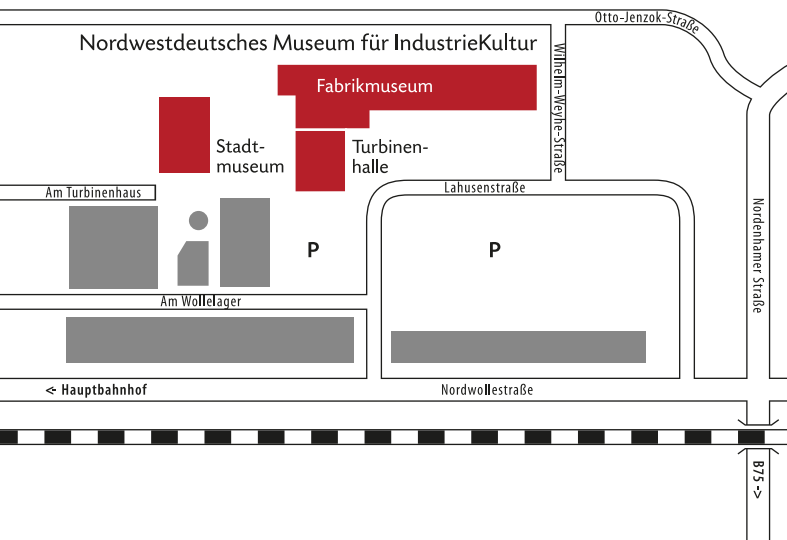 Otto-Jenzok-Straße
Nordwestdeutsches Museum für IndustrieKultur
Wilhelm-Weyhe-Straße
Fabrikmuseum
Stadt-
museum
Turbinen-
halle
Am Turbinenhaus
Lahusenstraße
Nordenhamer Straße
P
P
Am Wollelager
<- Hauptbahnhof
Nordwollestraße
B75 ->